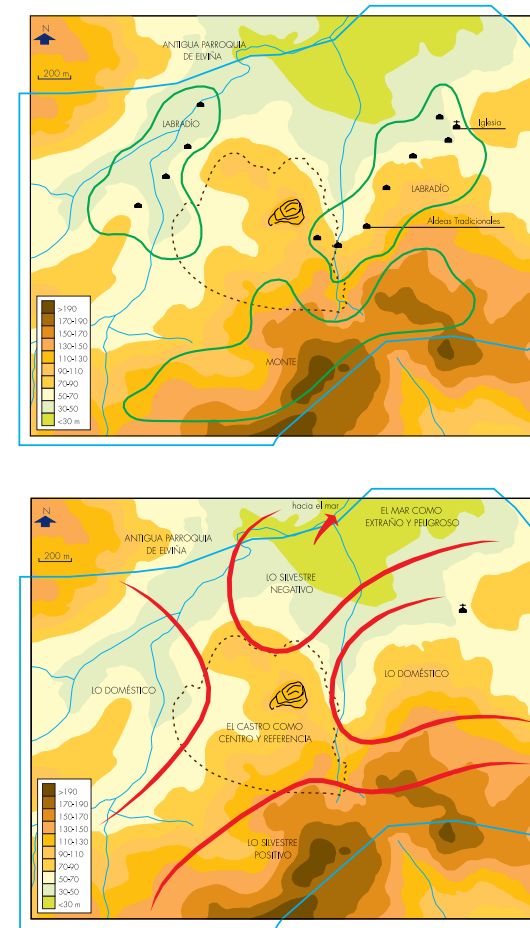 N
200 m
ANTIGUA PARROQUIA
DE ELVIÑA
LABRADÍO
Iglesia
LABRADÍO
Aldeas Tradicionales
MONTE
>190
170-190
150-170
130-150
110-130
90-110
70-90
50-70
30-50
<30 m
N
200 m
hacia el mar
EL MAR COMO
EXTRAÑO Y PELIGROSO
ANTIGUA PARROQUIA
DE ELVIÑA
LO SILVESTRE
NEGATIVO
LO DOMÉSTICO
LO DOMÉSTICO
EL CASTRO COMO
CENTRO Y REFERENCIA
LO SILVESTRE
POSITIVO
>190
170-190
150-170
130-150
110-130
90-110
70-90
50-70
30-50
<30 m